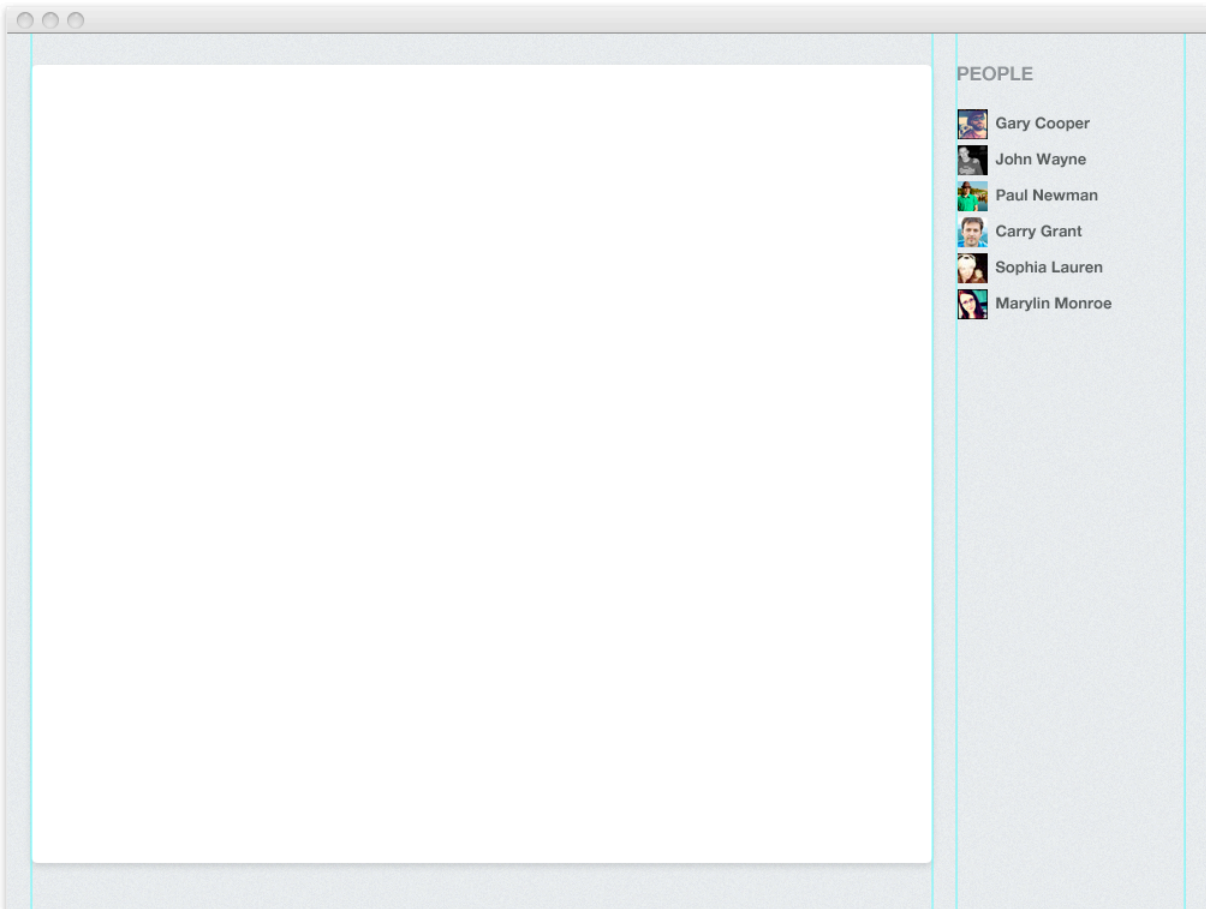 PEOPLE
Gary Cooper
John Wayne
Paul Newman
Carry Grant
Sophia Lauren
Marylin Monroe